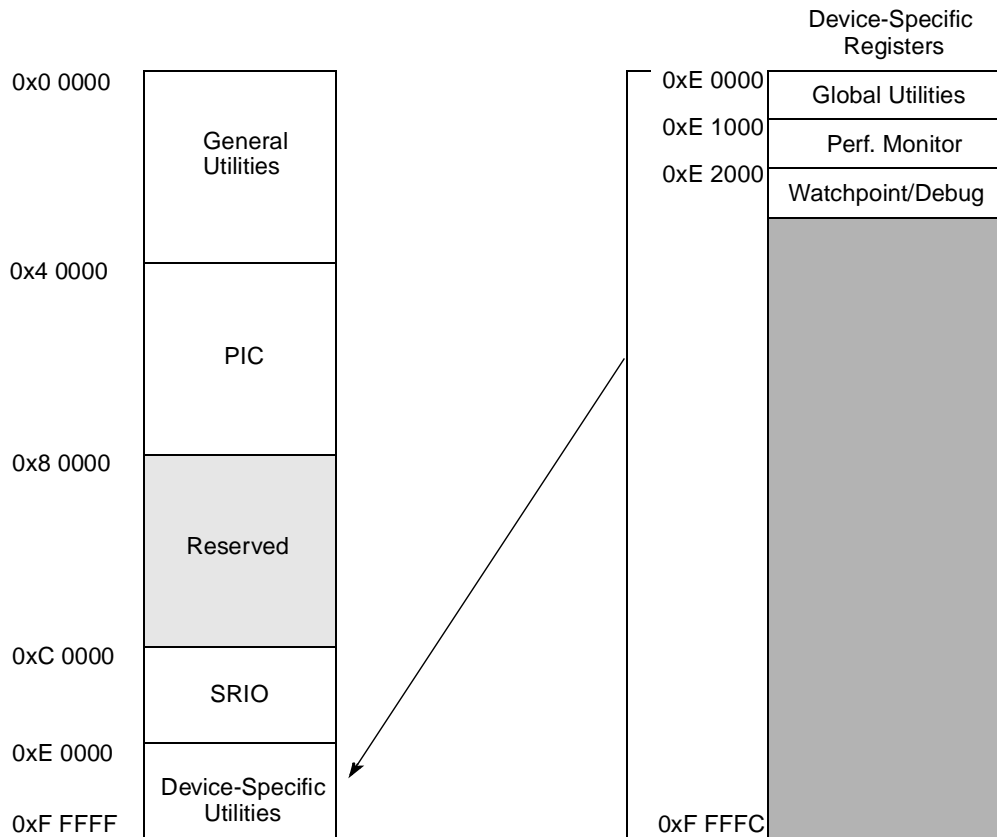 0x0 0000
General
Utilities
0x4 0000
PIC
0x8 0000
Reserved
0xC 0000
SRIO
0xE 0000
Device-Specific
Utilities
0xF FFFF
Device-Specific
Registers
0xE 0000
Global Utilities
0xE 1000
Perf. Monitor
0xE 2000
Watchpoint/Debug
0xF FFFC